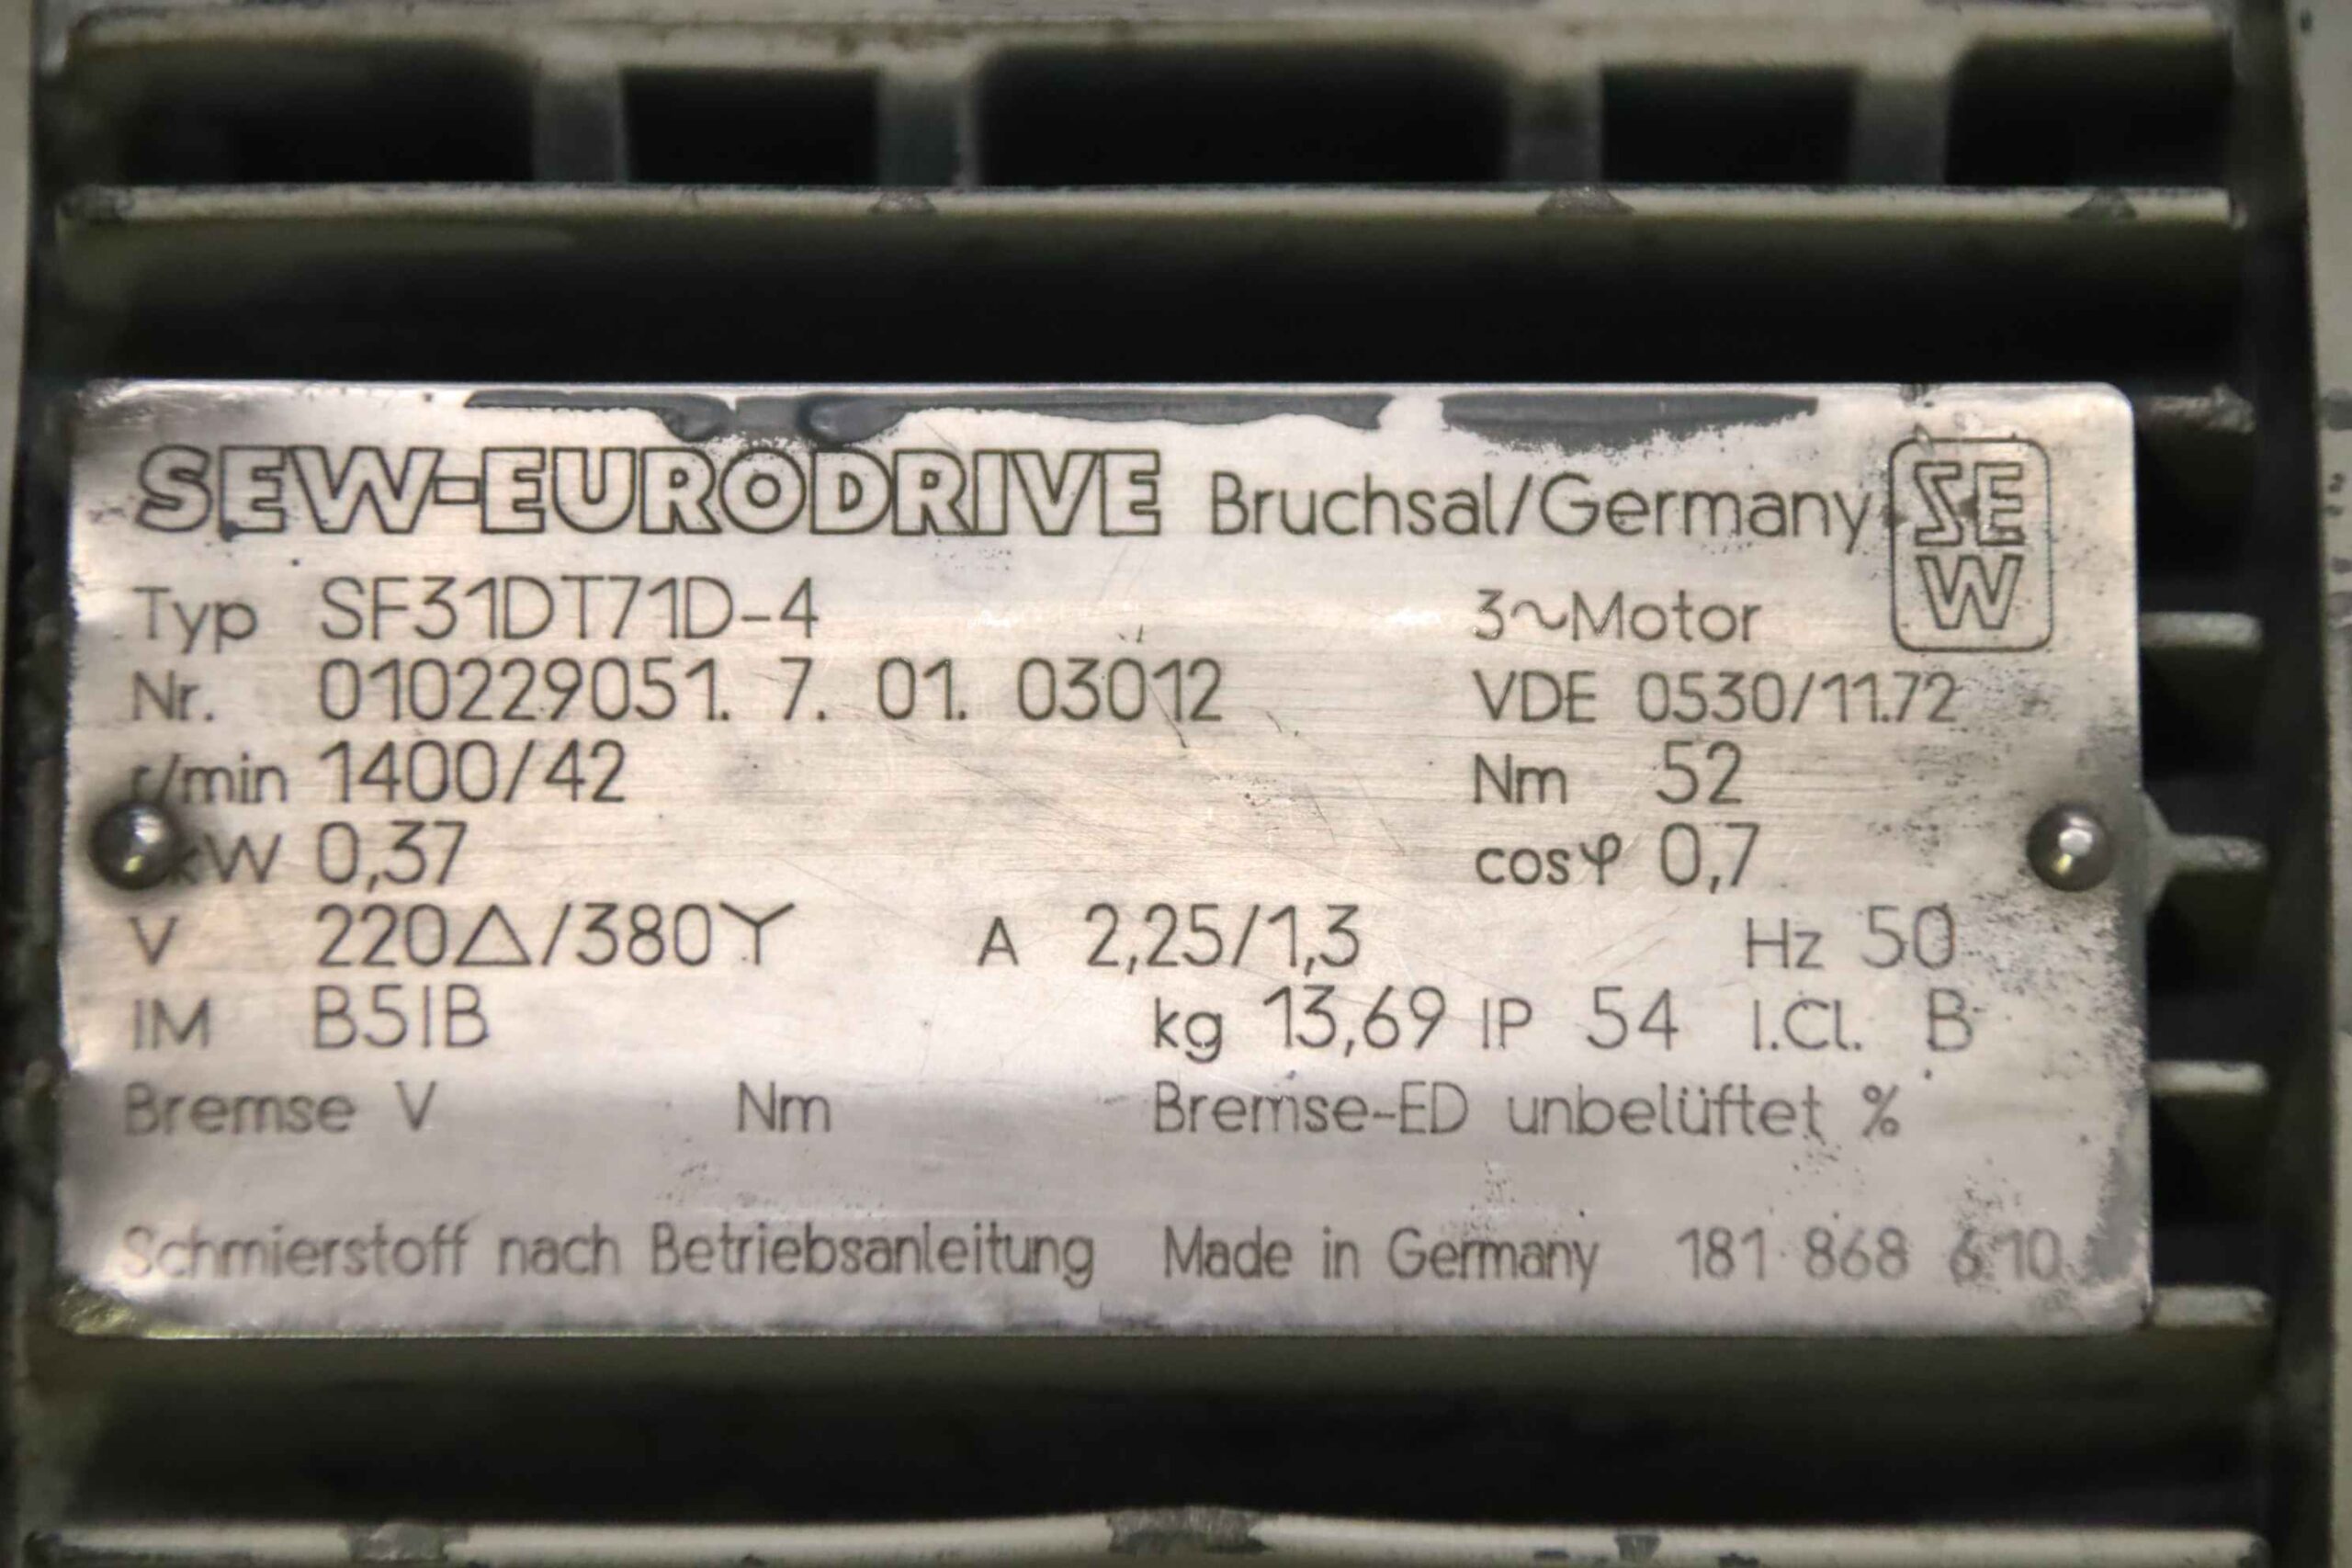 SEW-EURODRIVE Bruchsal/Germany SEW
Typ SF31DT71D-4 3~Motor
Nr. 010229051. 7. 01. 03012 VDE 0530/11.72
r/min 1400/42 Nm 52
kW 0,37 cosφ 0,7
V 220△/380Y A 2,25/1,3 Hz 50
IM B5IB kg 13,69 IP 54 I.Cl. B
Bremse V Nm Bremse-ED unbelüftet %
Schmierstoff nach Betriebsanleitung Made in Germany 181 868 6 10